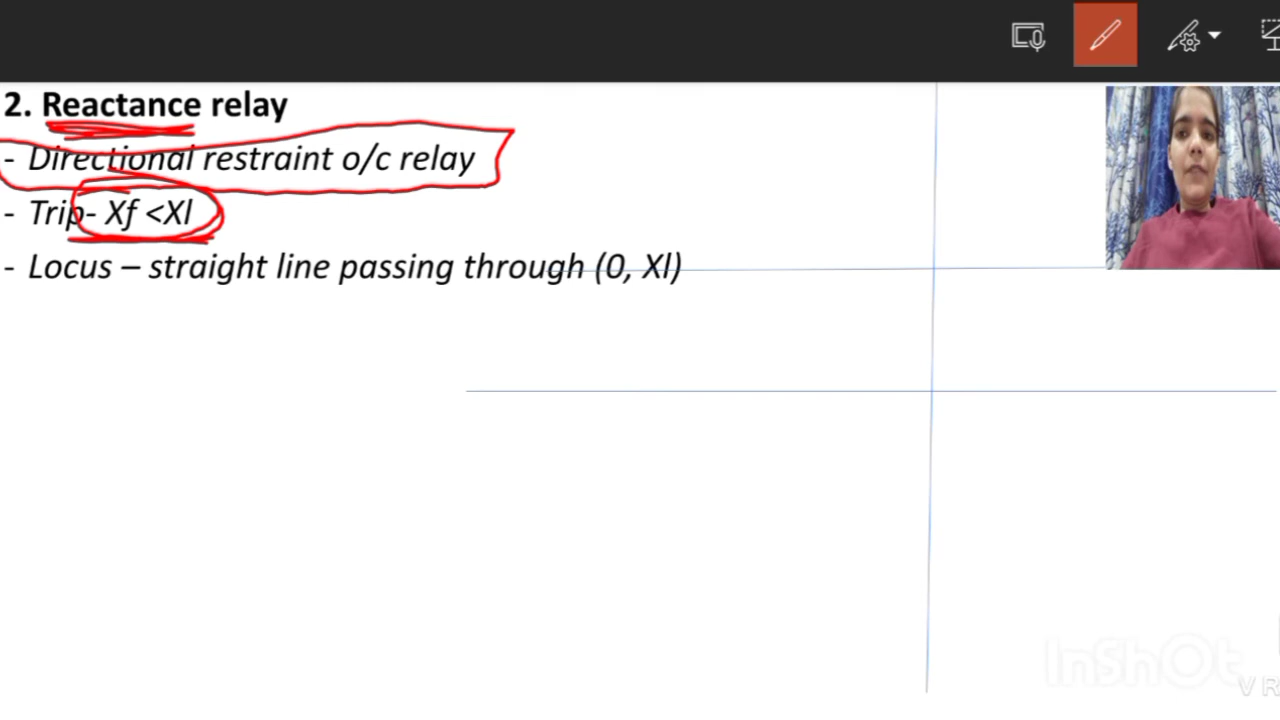 2. Reactance relay
- Directional restraint o/c relay
- Trip- Xf <Xl
- Locus – straight line passing through (0, Xl)
InShOt
V R